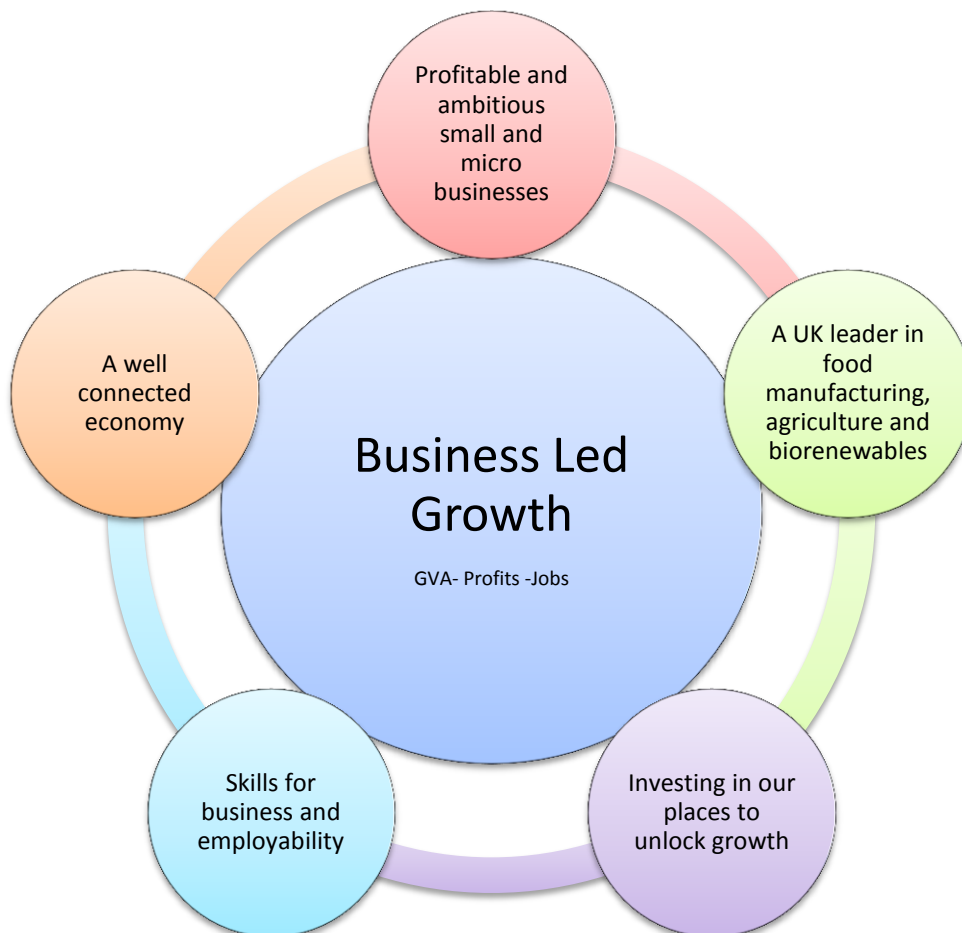 Profitable and
ambitious
small and
micro
businesses
A well
connected
economy
A UK leader in
food
manufacturing,
agriculture and
biorenewables
Business Led
Growth
GVA- Profits -Jobs
Skills for
business and
employability
Investing in our
places to
unlock growth